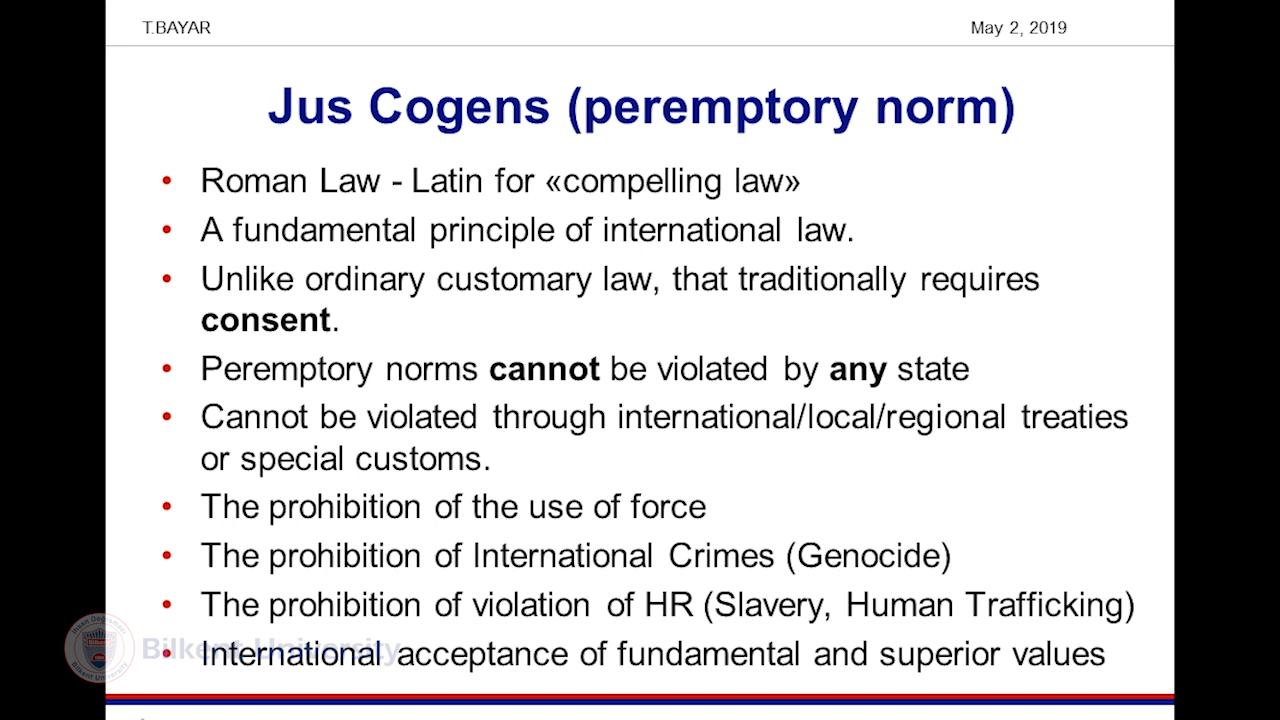 T.BAYAR
May 2, 2019
Jus Cogens (peremptory norm)
• Roman Law - Latin for «compelling law»
• A fundamental principle of international law.
• Unlike ordinary customary law, that traditionally requires
consent.
• Peremptory norms cannot be violated by any state
• Cannot be violated through international/local/regional treaties
or special customs.
• The prohibition of the use of force
• The prohibition of International Crimes (Genocide)
• The prohibition of violation of HR (Slavery, Human Trafficking)
• International acceptance of fundamental and superior values
Bilkent University